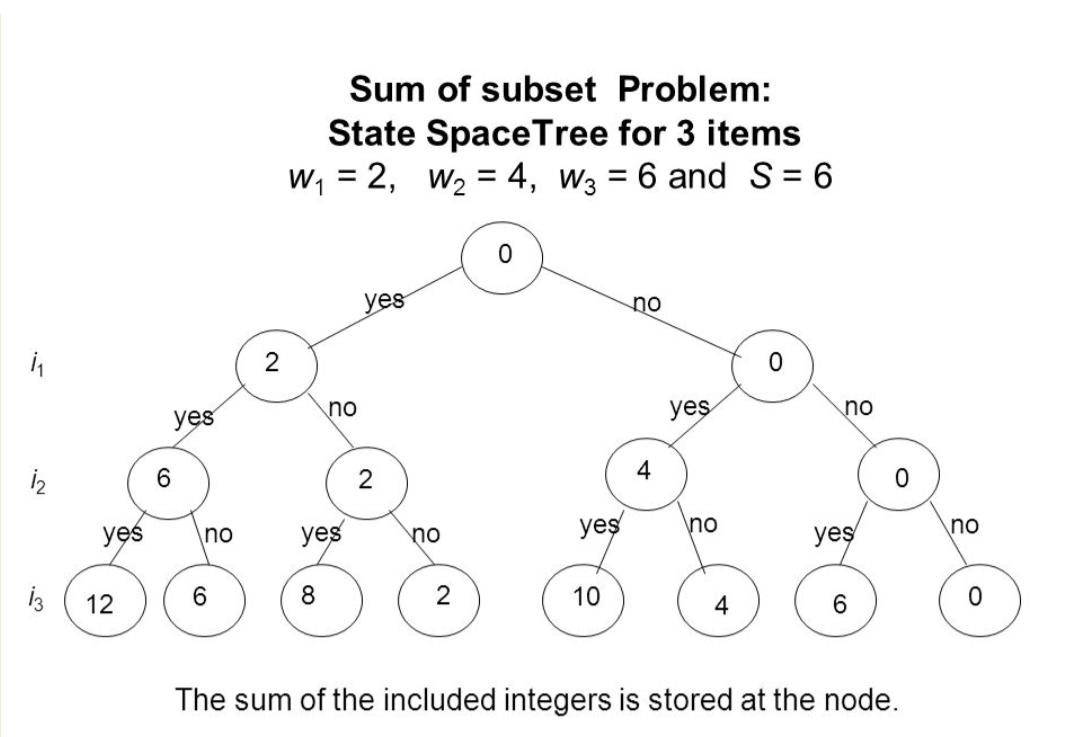 Sum of subset Problem:
State SpaceTree for 3 items
w₁ = 2, w₂ = 4, w₃ = 6 and S = 6
0
yes no
i₁ 2 0
yes no yes no
i₂ 6 2 4 0
yes no yes no yes no yes no
i₃ 12 6 8 2 10 4 6 0
The sum of the included integers is stored at the node.